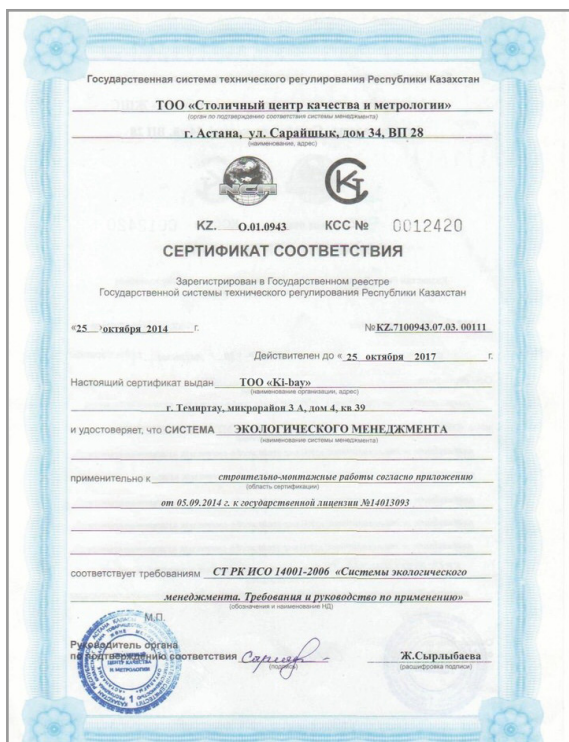 Государственная система технического регулирования Республики Казахстан
ТОО «Столичный центр качества и метрологии»
(орган по подтверждению соответствия системы менеджмента)
г. Астана, ул. Сарайшык, дом 34, ВП 28
(наименование, адрес)
KZ. О.01.0943 КСС № 0012420
СЕРТИФИКАТ СООТВЕТСТВИЯ
Зарегистрирован в Государственном реестре
Государственной системы технического регулирования Республики Казахстан
«25 » октября 2014 г. № KZ.7100943.07.03. 00111
Действителен до « 25 октября 2017 г.
Настоящий сертификат выдан ТОО «Ki-bay»
(наименование организации, адрес)
г. Темиртау, микрорайон 3 А, дом 4, кв 39
и удостоверяет, что СИСТЕМА ЭКОЛОГИЧЕСКОГО МЕНЕДЖМЕНТА
(наименование системы менеджмента)
применительно к строительно-монтажные работы согласно приложению
(область сертификации)
от 05.09.2014 г. к государственной лицензии №14013093
соответствует требованиям СТ РК ИСО 14001-2006 «Системы экологического
менеджмента. Требования и руководство по применению»
(обозначения и наименование НД)
М.П.
Руководитель органа
по подтверждению соответствия Ж.Сырлыбаева
(подпись) (расшифровка подписи)
ЦЕНТР КАЧЕСТВА
И МЕТРОЛОГИИ
1